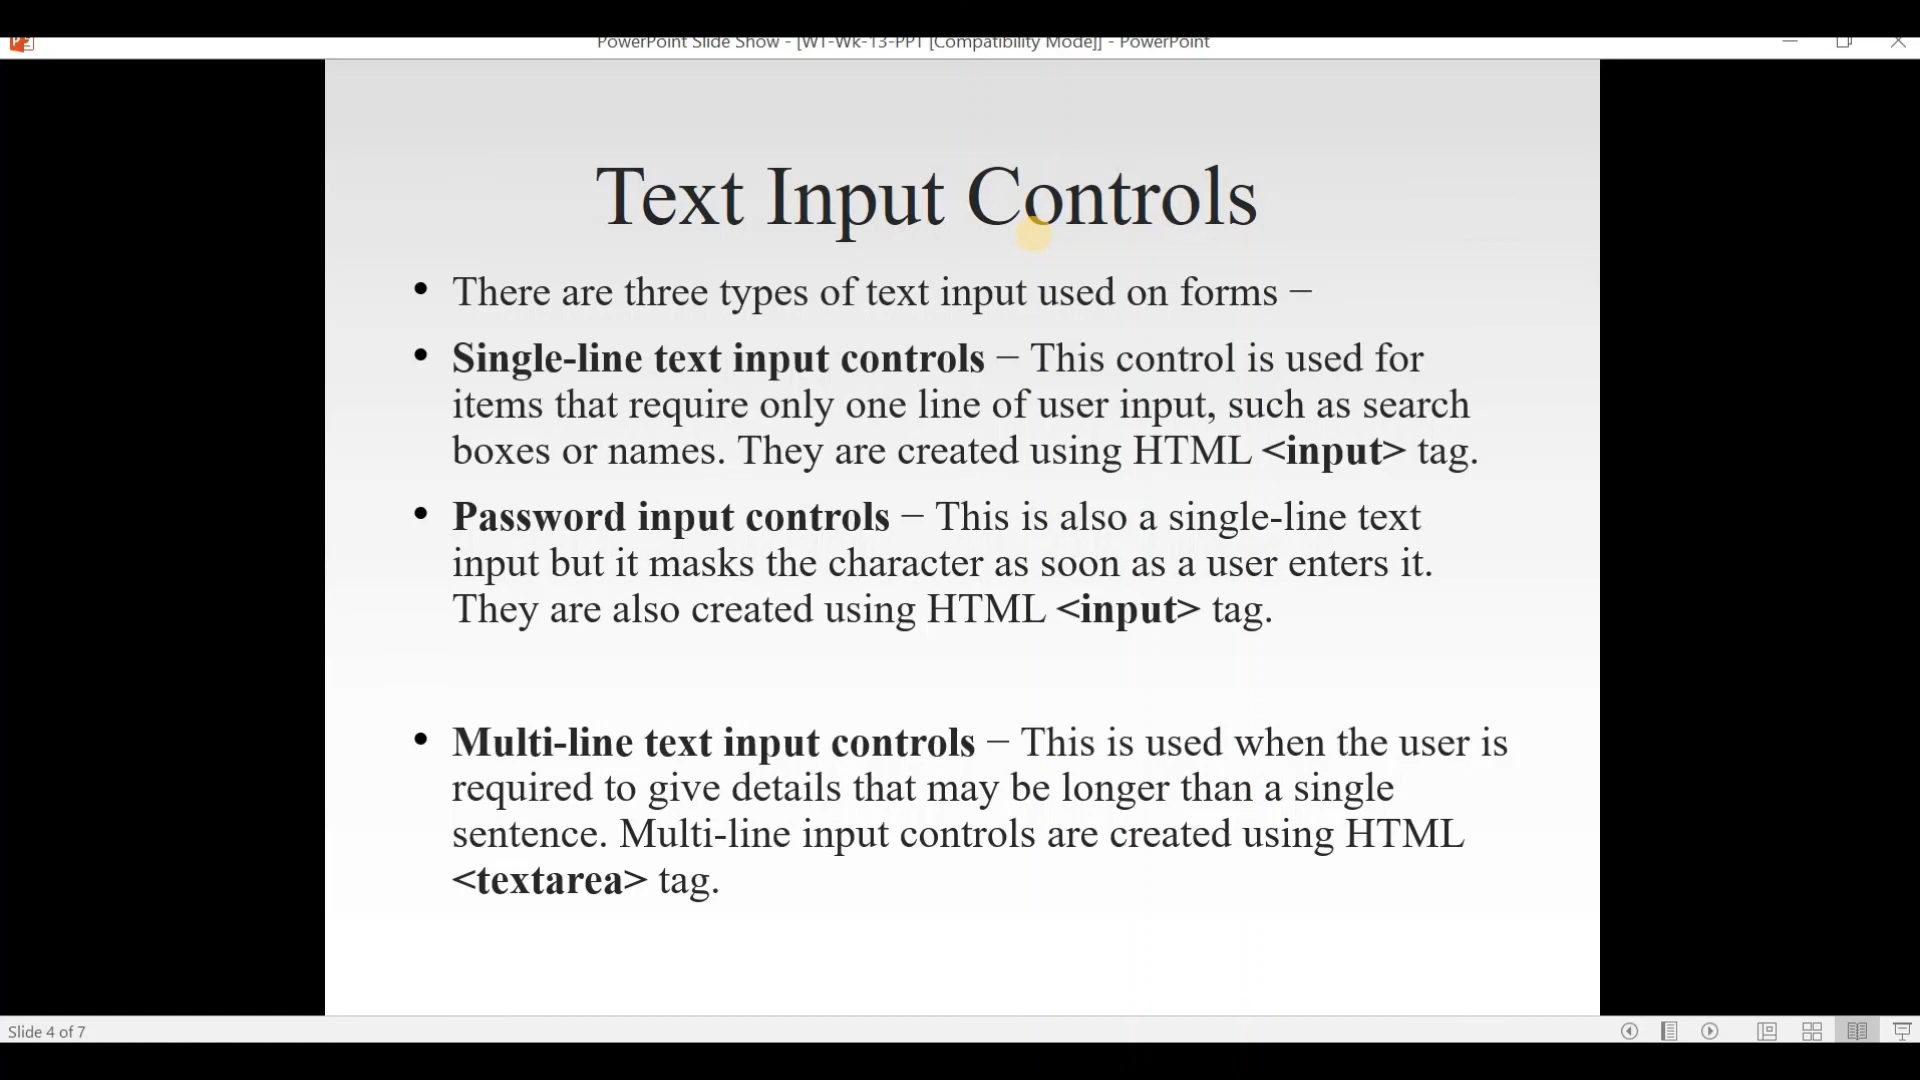 PowerPoint Slide Show - [WT-Wk-13-PPT [Compatibility Mode]] - PowerPoint
Text Input Controls
• There are three types of text input used on forms −
• Single-line text input controls − This control is used for
items that require only one line of user input, such as search
boxes or names. They are created using HTML <input> tag.
• Password input controls − This is also a single-line text
input but it masks the character as soon as a user enters it.
They are also created using HTML <input> tag.
• Multi-line text input controls − This is used when the user is
required to give details that may be longer than a single
sentence. Multi-line input controls are created using HTML
<textarea> tag.
Slide 4 of 7